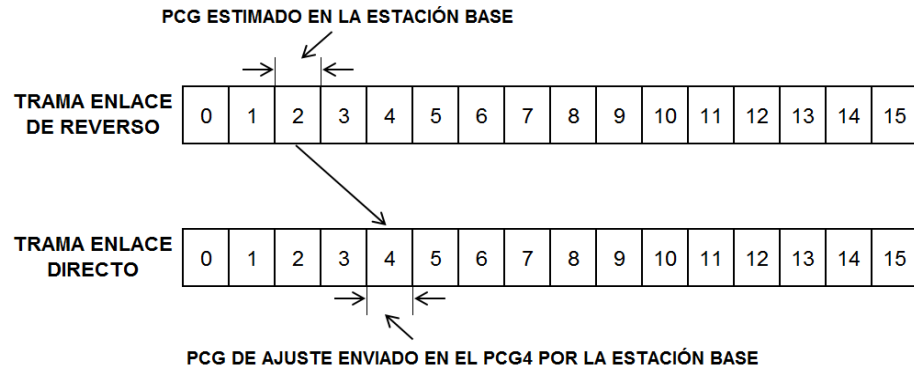 PCG ESTIMADO EN LA ESTACIÓN BASE
TRAMA ENLACE
DE REVERSO
0 1 2 3 4 5 6 7 8 9 10 11 12 13 14 15
TRAMA ENLACE
DIRECTO
0 1 2 3 4 5 6 7 8 9 10 11 12 13 14 15
PCG DE AJUSTE ENVIADO EN EL PCG4 POR LA ESTACIÓN BASE